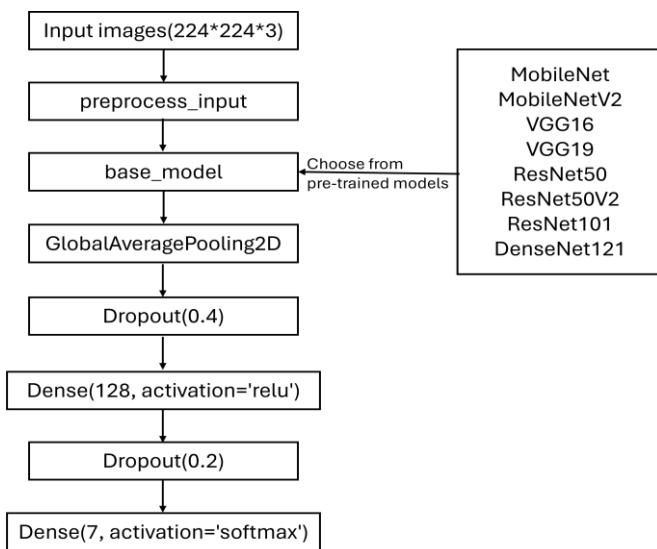 Input images(224*224*3)
preprocess_input
base_model
Choose from
pre-trained models
MobileNet
MobileNetV2
VGG16
VGG19
ResNet50
ResNet50V2
ResNet101
DenseNet121
GlobalAveragePooling2D
Dropout(0.4)
Dense(128, activation='relu')
Dropout(0.2)
Dense(7, activation='softmax')